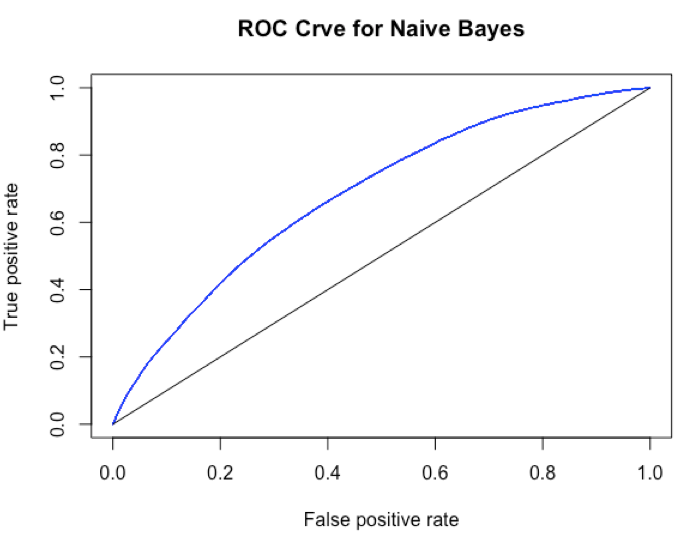 ROC Crve for Naive Bayes
True positive rate
1.0
0.8
0.6
0.4
0.2
0.0
0.0 0.2 0.4 0.6 0.8 1.0
False positive rate